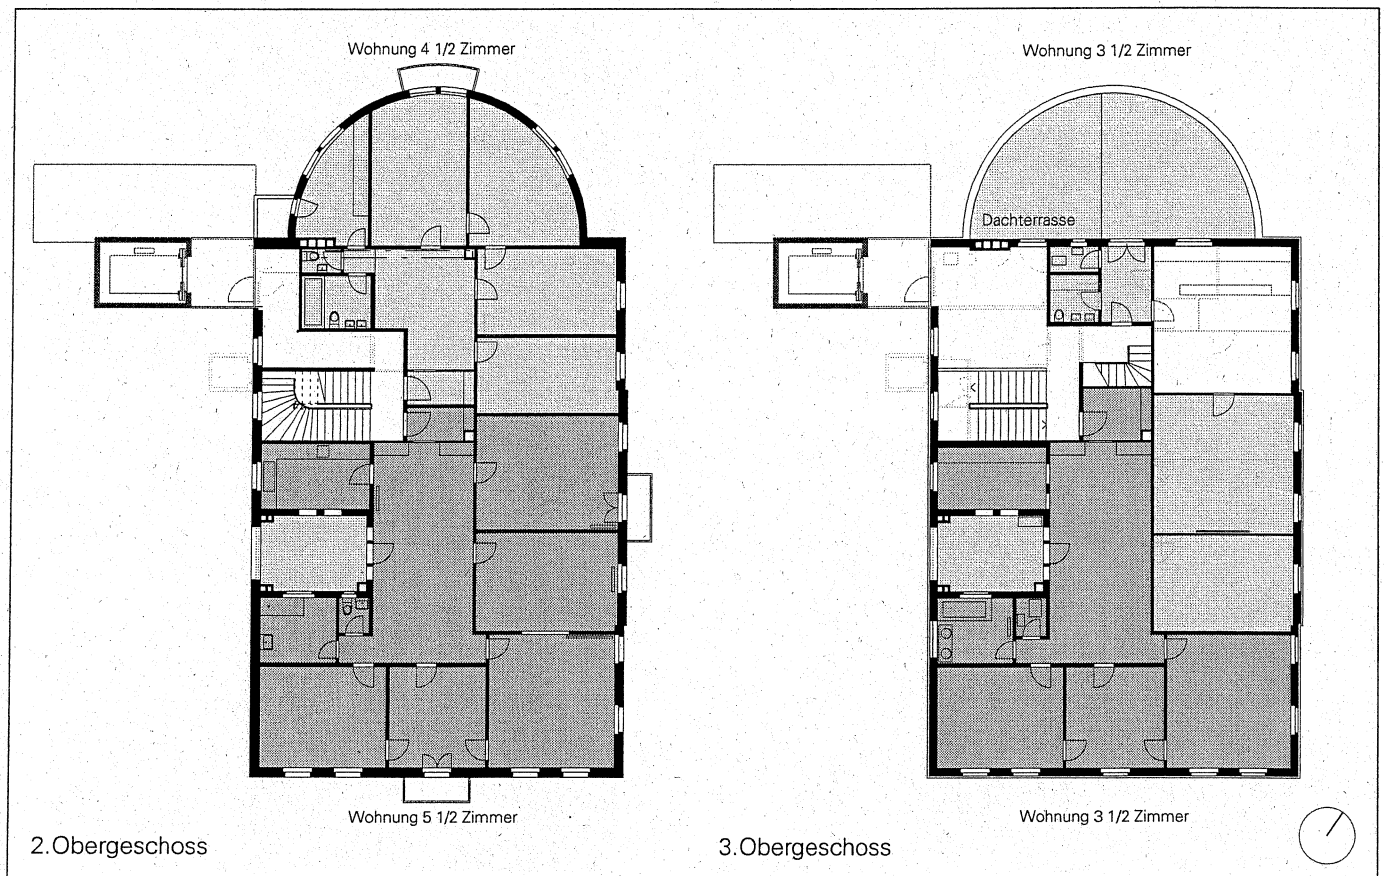 Wohnung 4 1/2 Zimmer
Wohnung 3 1/2 Zimmer
Dachterrasse
Wohnung 5 1/2 Zimmer
Wohnung 3 1/2 Zimmer
2.Obergeschoss
3.Obergeschoss